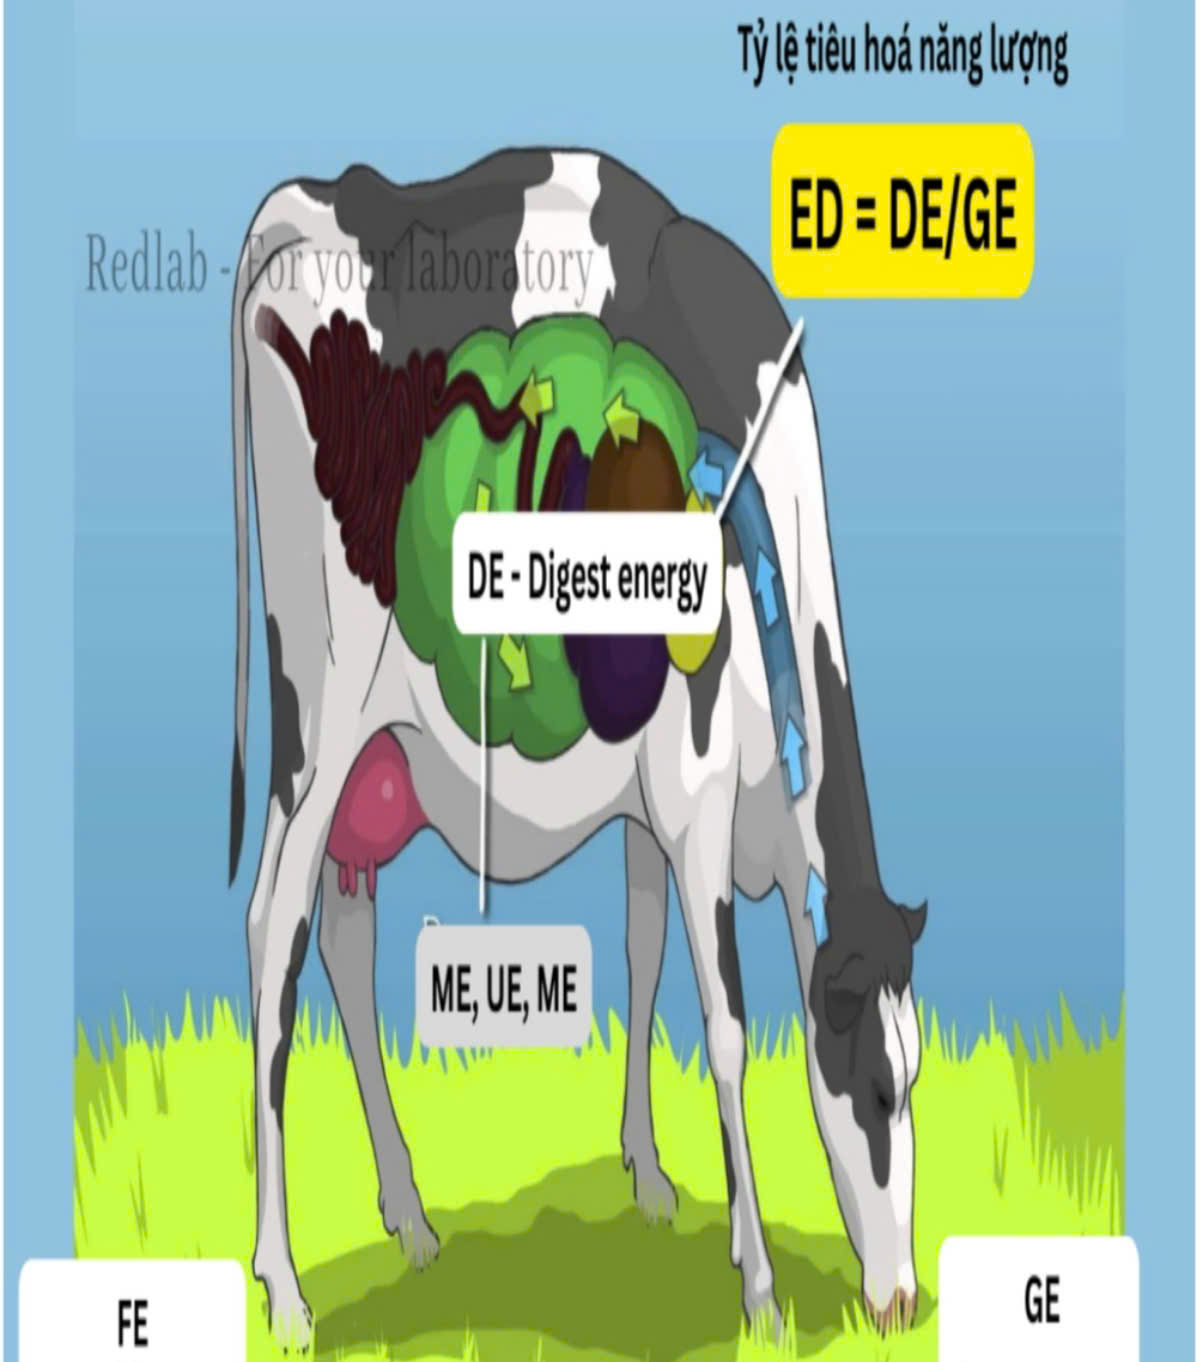 Tỷ lệ tiêu hoá năng lượng
ED = DE/GE
Redlab - For your laboratory
DE - Digest energy
ME, UE, ME
GE
FE